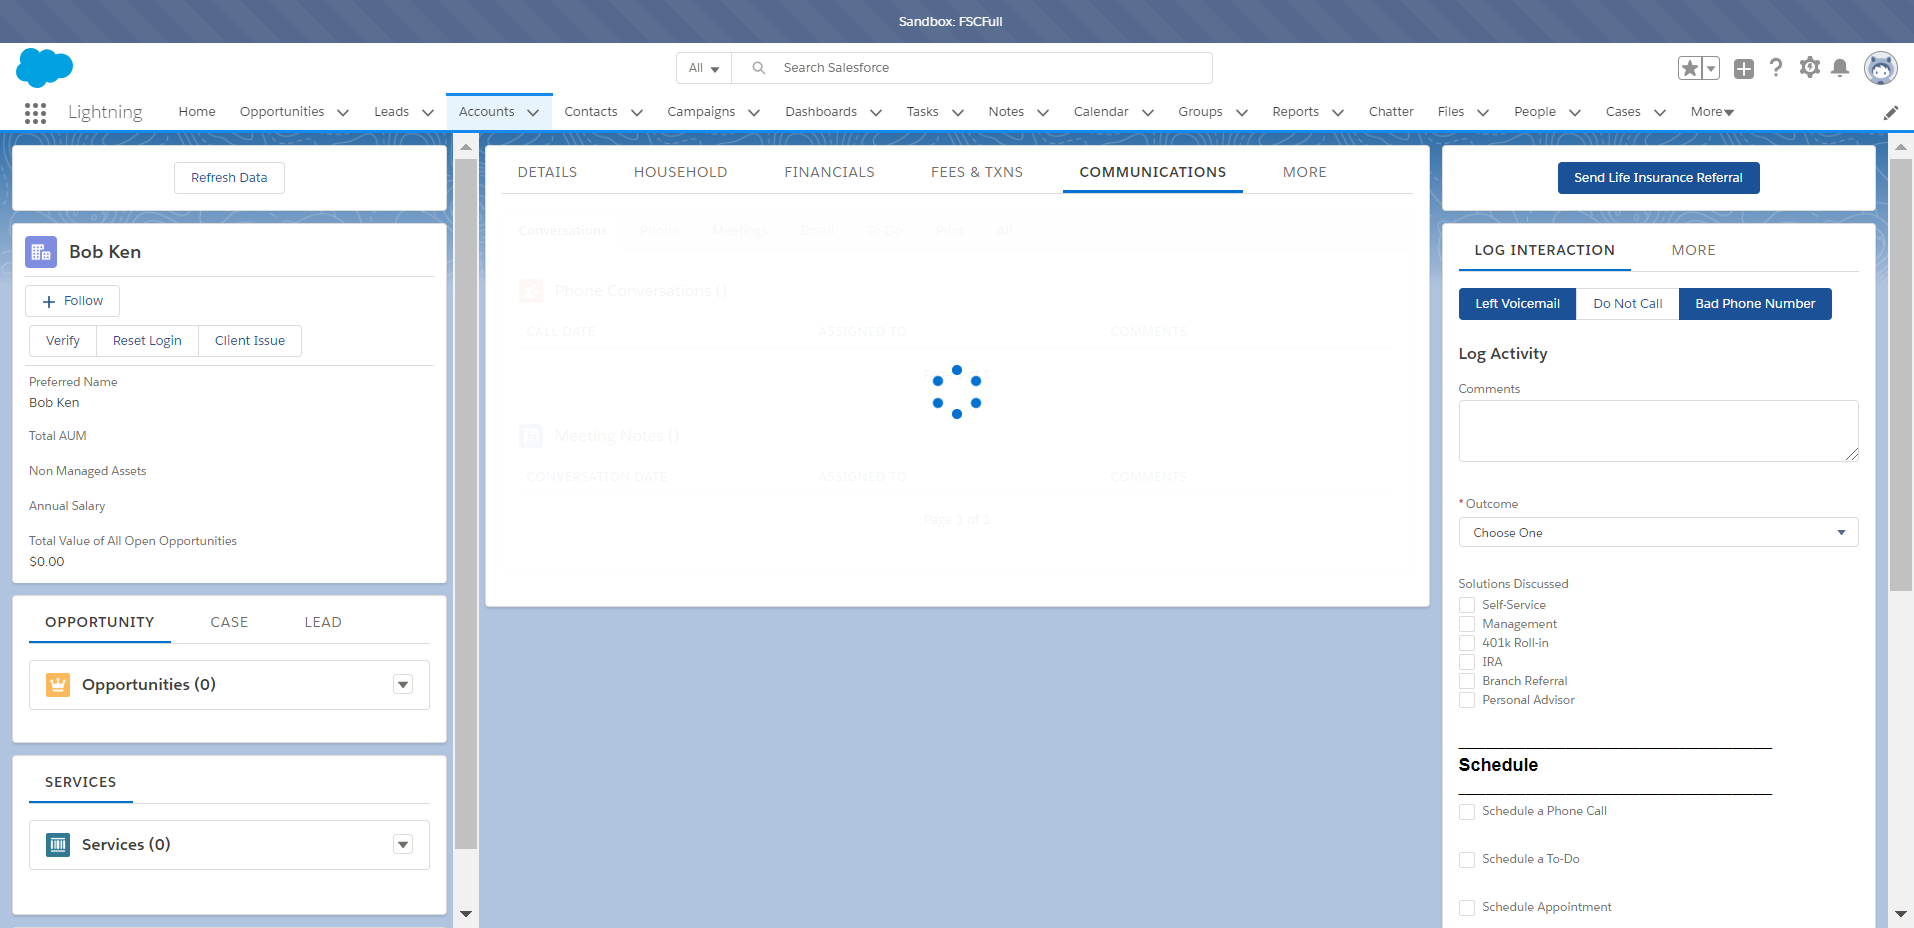 Sandbox: FSCFull
All
Search Salesforce
Lightning
Home
Opportunities
Leads
Accounts
Contacts
Campaigns
Dashboards
Tasks
Notes
Calendar
Groups
Reports
Chatter
Files
People
Cases
More
Refresh Data
Bob Ken
Follow
Verify
Reset Login
Client Issue
Preferred Name
Bob Ken
Total AUM
Non Managed Assets
Annual Salary
Total Value of All Open Opportunities
$0.00
OPPORTUNITY
CASE
LEAD
Opportunities (0)
SERVICES
Services (0)
DETAILS
HOUSEHOLD
FINANCIALS
FEES & TXNS
COMMUNICATIONS
MORE
Conversations
Phone
Meetings
Email
To-Do
Print
All
Phone Conversations ()
CALL DATE
ASSIGNED TO
COMMENTS
Meeting Notes ()
CONVERSATION DATE
ASSIGNED TO
COMMENTS
Page 1 of 1
Send Life Insurance Referral
LOG INTERACTION
MORE
Left Voicemail
Do Not Call
Bad Phone Number
Log Activity
Comments
* Outcome
Choose One
Solutions Discussed
Self-Service
Management
401k Roll-in
IRA
Branch Referral
Personal Advisor
Schedule
Schedule a Phone Call
Schedule a To-Do
Schedule Appointment